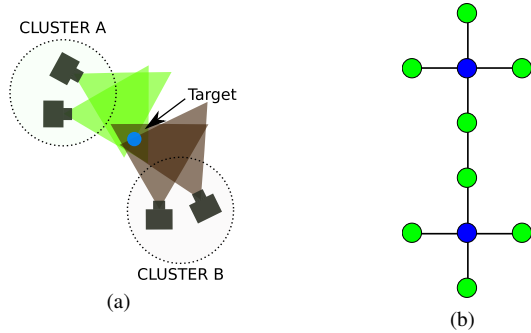 CLUSTER A
Target
CLUSTER B
(a)
(b)